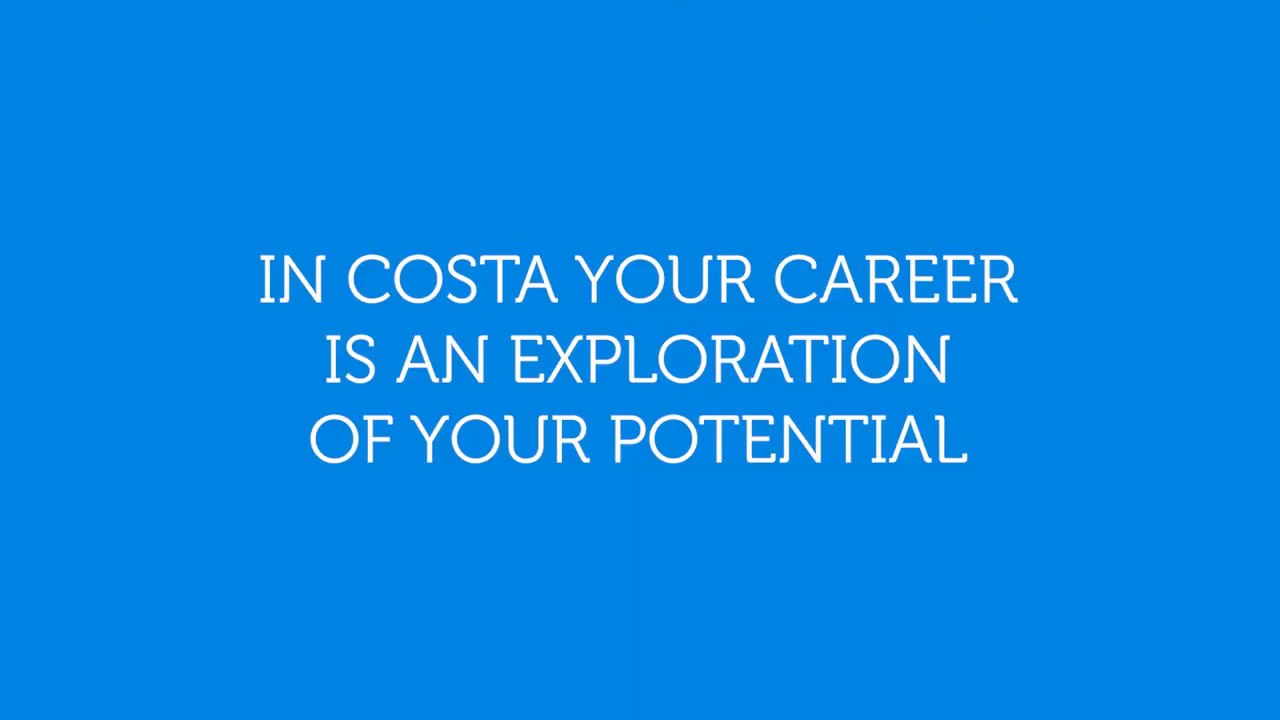 IN COSTA YOUR CAREER
IS AN EXPLORATION
OF YOUR POTENTIAL